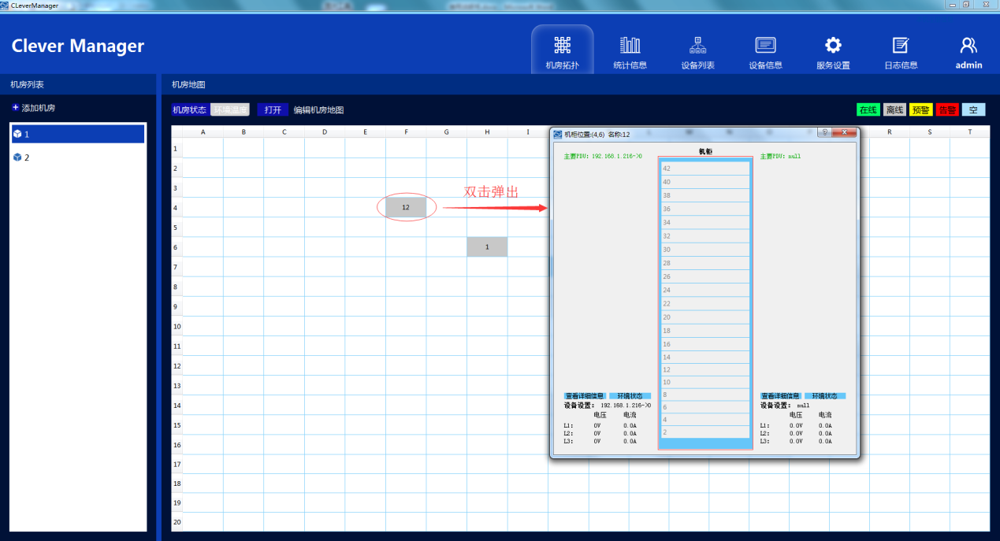 CLeverManager
Clever Manager
机房拓扑
统计信息
设备列表
设备信息
服务设置
日志信息
admin
机房列表
机房地图
添加机房
机房状态 环境温度 打开 编辑机房地图
在线 离线 预警 告警 空
1
2
A B C D E F G H I R S T
1
2
3
4
5
6
7
8
9
10
11
12
13
14
15
16
17
18
19
20
12
1
双击弹出
机柜位置:(4,6) 名称:12
机柜
主要PDU: 192.168.1.216->0
主要PDU: null
42
40
38
36
34
32
30
28
26
24
22
20
18
16
14
12
10
8
6
4
2
查看详细信息 环境状态
设备设置: 192.168.1.216->0
电压 电流
L1: 0V 0.0A
L2: 0V 0.0A
L3: 0V 0.0A
查看详细信息 环境状态
设备设置: null
电压 电流
L1: 0.0V 0.0A
L2: 0.0V 0.0A
L3: 0.0V 0.0A